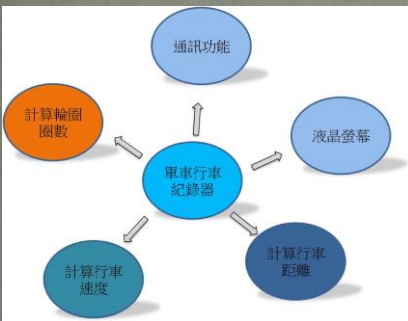 通訊功能
計算輪圈
圈數
液晶螢幕
單車行車
紀錄器
計算行車
速度
計算行車
距離